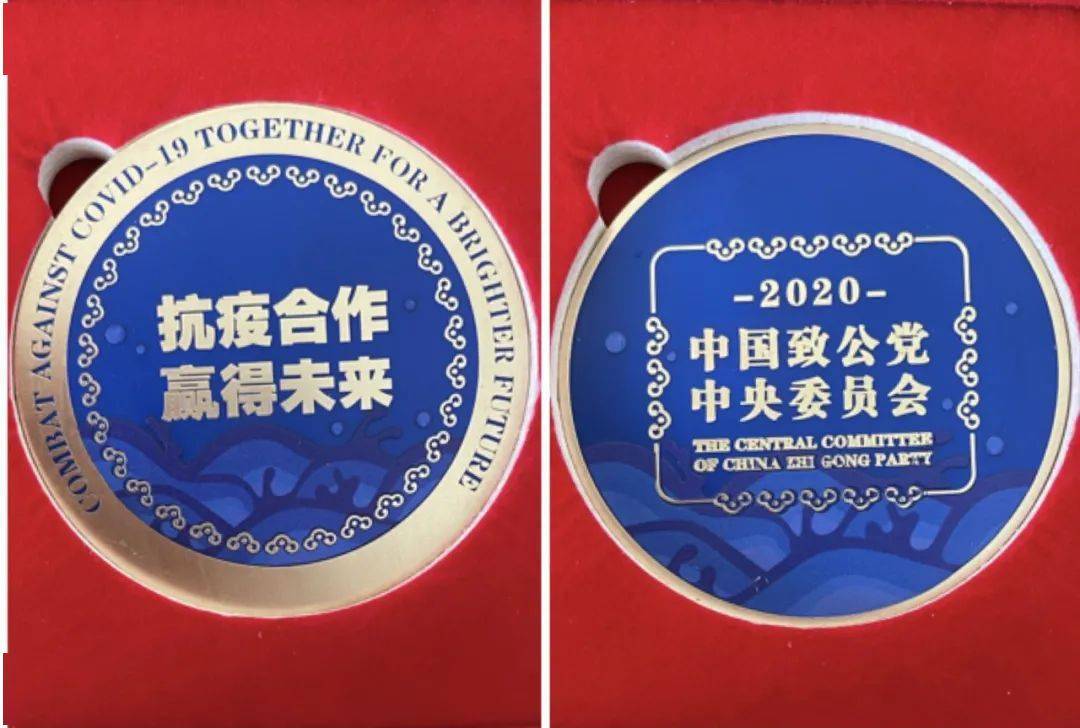 COMBAT AGAINST COVID-19 TOGETHER FOR A BRIGHTER FUTURE
抗疫合作
赢得未来
-2020-
中国致公党
中央委员会
THE CENTRAL COMMITTEE
OF CHINA ZHI GONG PARTY